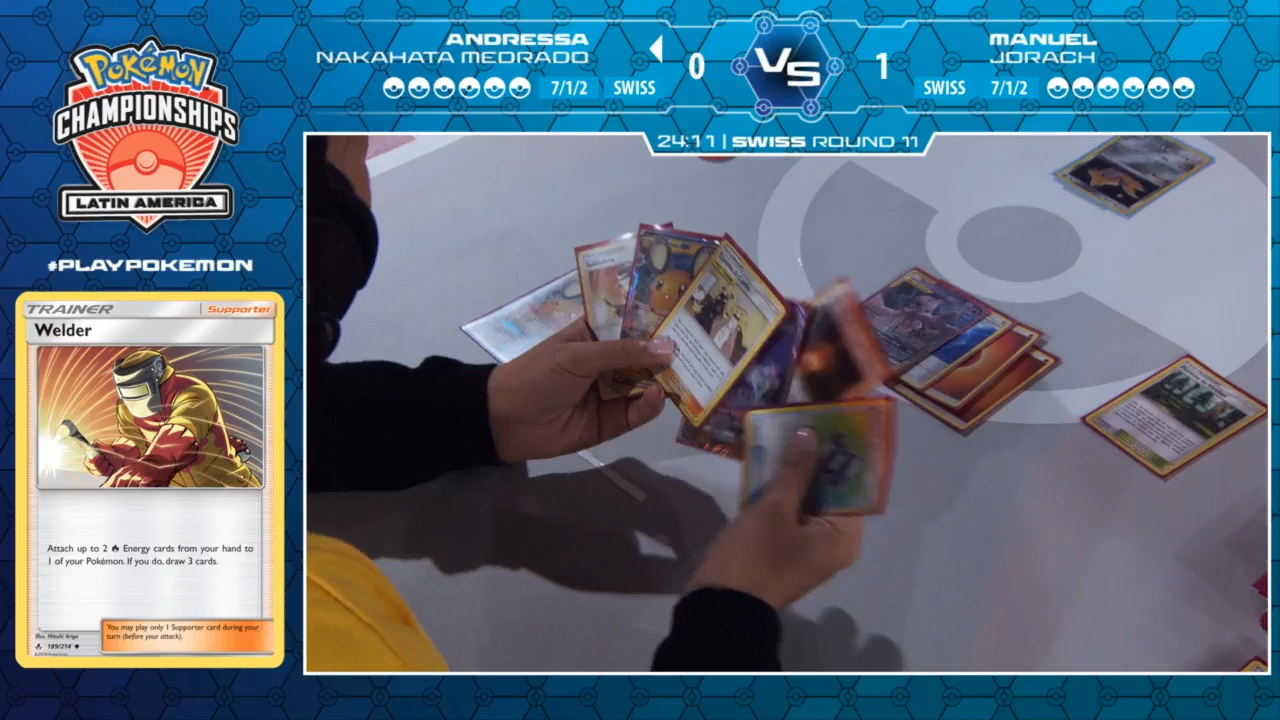 ANDRESSA
NAKAHATA MEDRADO
7/1/2 SWISS
0
VS
1
MANUEL
JORACH
SWISS 7/1/2
24:11 | SWISS ROUND 11
Pokémon
CHAMPIONSHIPS
LATIN AMERICA
#PLAYPOKEMON
TRAINER Supporter
Welder
Attach up to 2 Energy cards from your hand to
1 of your Pokémon. If you do, draw 3 cards.
You may play only 1 Supporter card during your
turn (before your attack).
Illus. Hitoshi Ariga
189/214